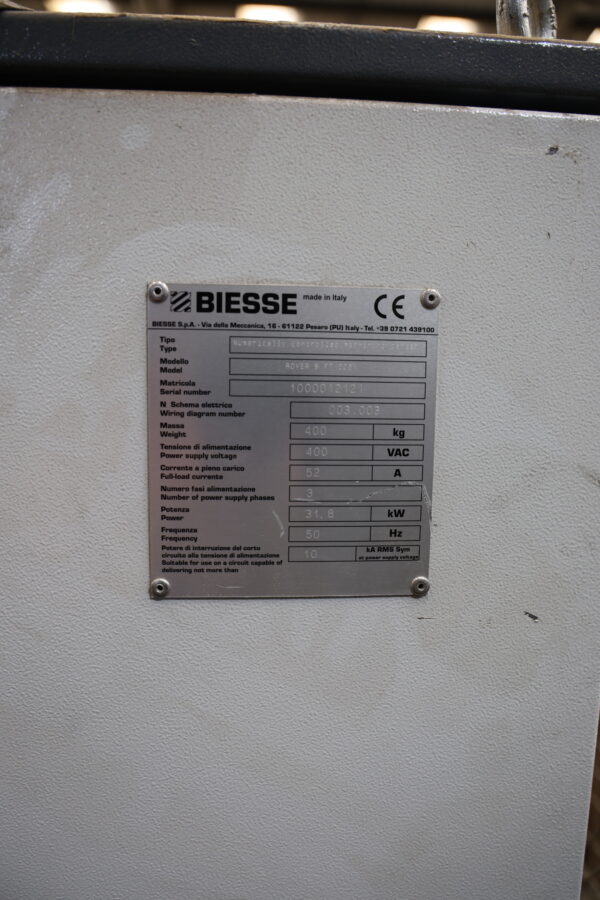 BIESSE made in Italy CE
BIESSE S.p.A. - Via della Meccanica, 16 - 61122 Pesaro (PU) Italy - Tel. +39 0721 439100
Tipo
Type
Numerically controlled machining center
Modello
Model
ROVER
Matricola
Serial number
1000012121
N Schema elettrico
Wiring diagram number
003.003
Massa
Weight
400 kg
Tensione di alimentazione
Power supply voltage
400 VAC
Corrente a pieno carico
Full-load currente
52 A
Numero fasi alimentazione
Number of power supply phases
3
Potenza
Power
31,8 kW
Frequenza
Frequency
50 Hz
Potere di interruzione del corto
circuito alla tensione di alimentazione
Suitable for use on a circuit capable of
delivering not more than
10
kA RMS Sym
at power supply voltage